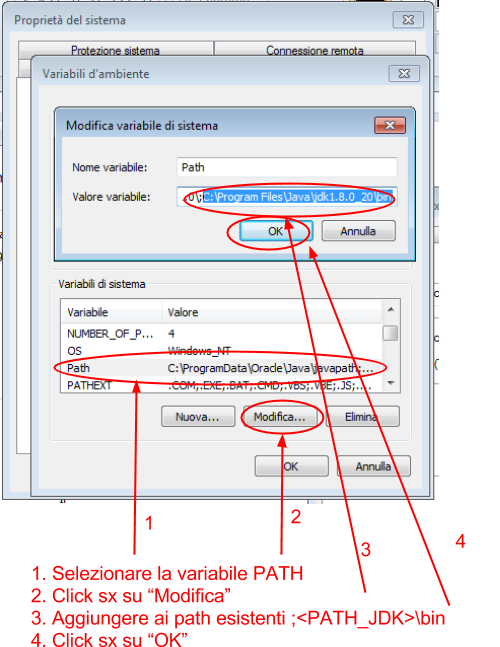 Proprietà del sistema
Protezione sistema Connessione remota
Variabili d'ambiente
Modifica variabile di sistema
Nome variabile: Path
Valore variabile: .0\;C:\Program Files\Java\jdk1.8.0_20\bin
OK Annulla
Variabili di sistema
Variabile Valore
NUMBER_OF_P... 4
OS Windows_NT
Path C:\ProgramData\Oracle\Java\javapath;...
PATHEXT .COM;.EXE;.BAT;.CMD;.VBS;.VBE;.JS;....
Nuova... Modifica... Elimina
OK Annulla
1 2 3 4
1. Selezionare la variabile PATH
2. Click sx su “Modifica”
3. Aggiungere ai path esistenti ;<PATH_JDK>\bin
4. Click sx su “OK”